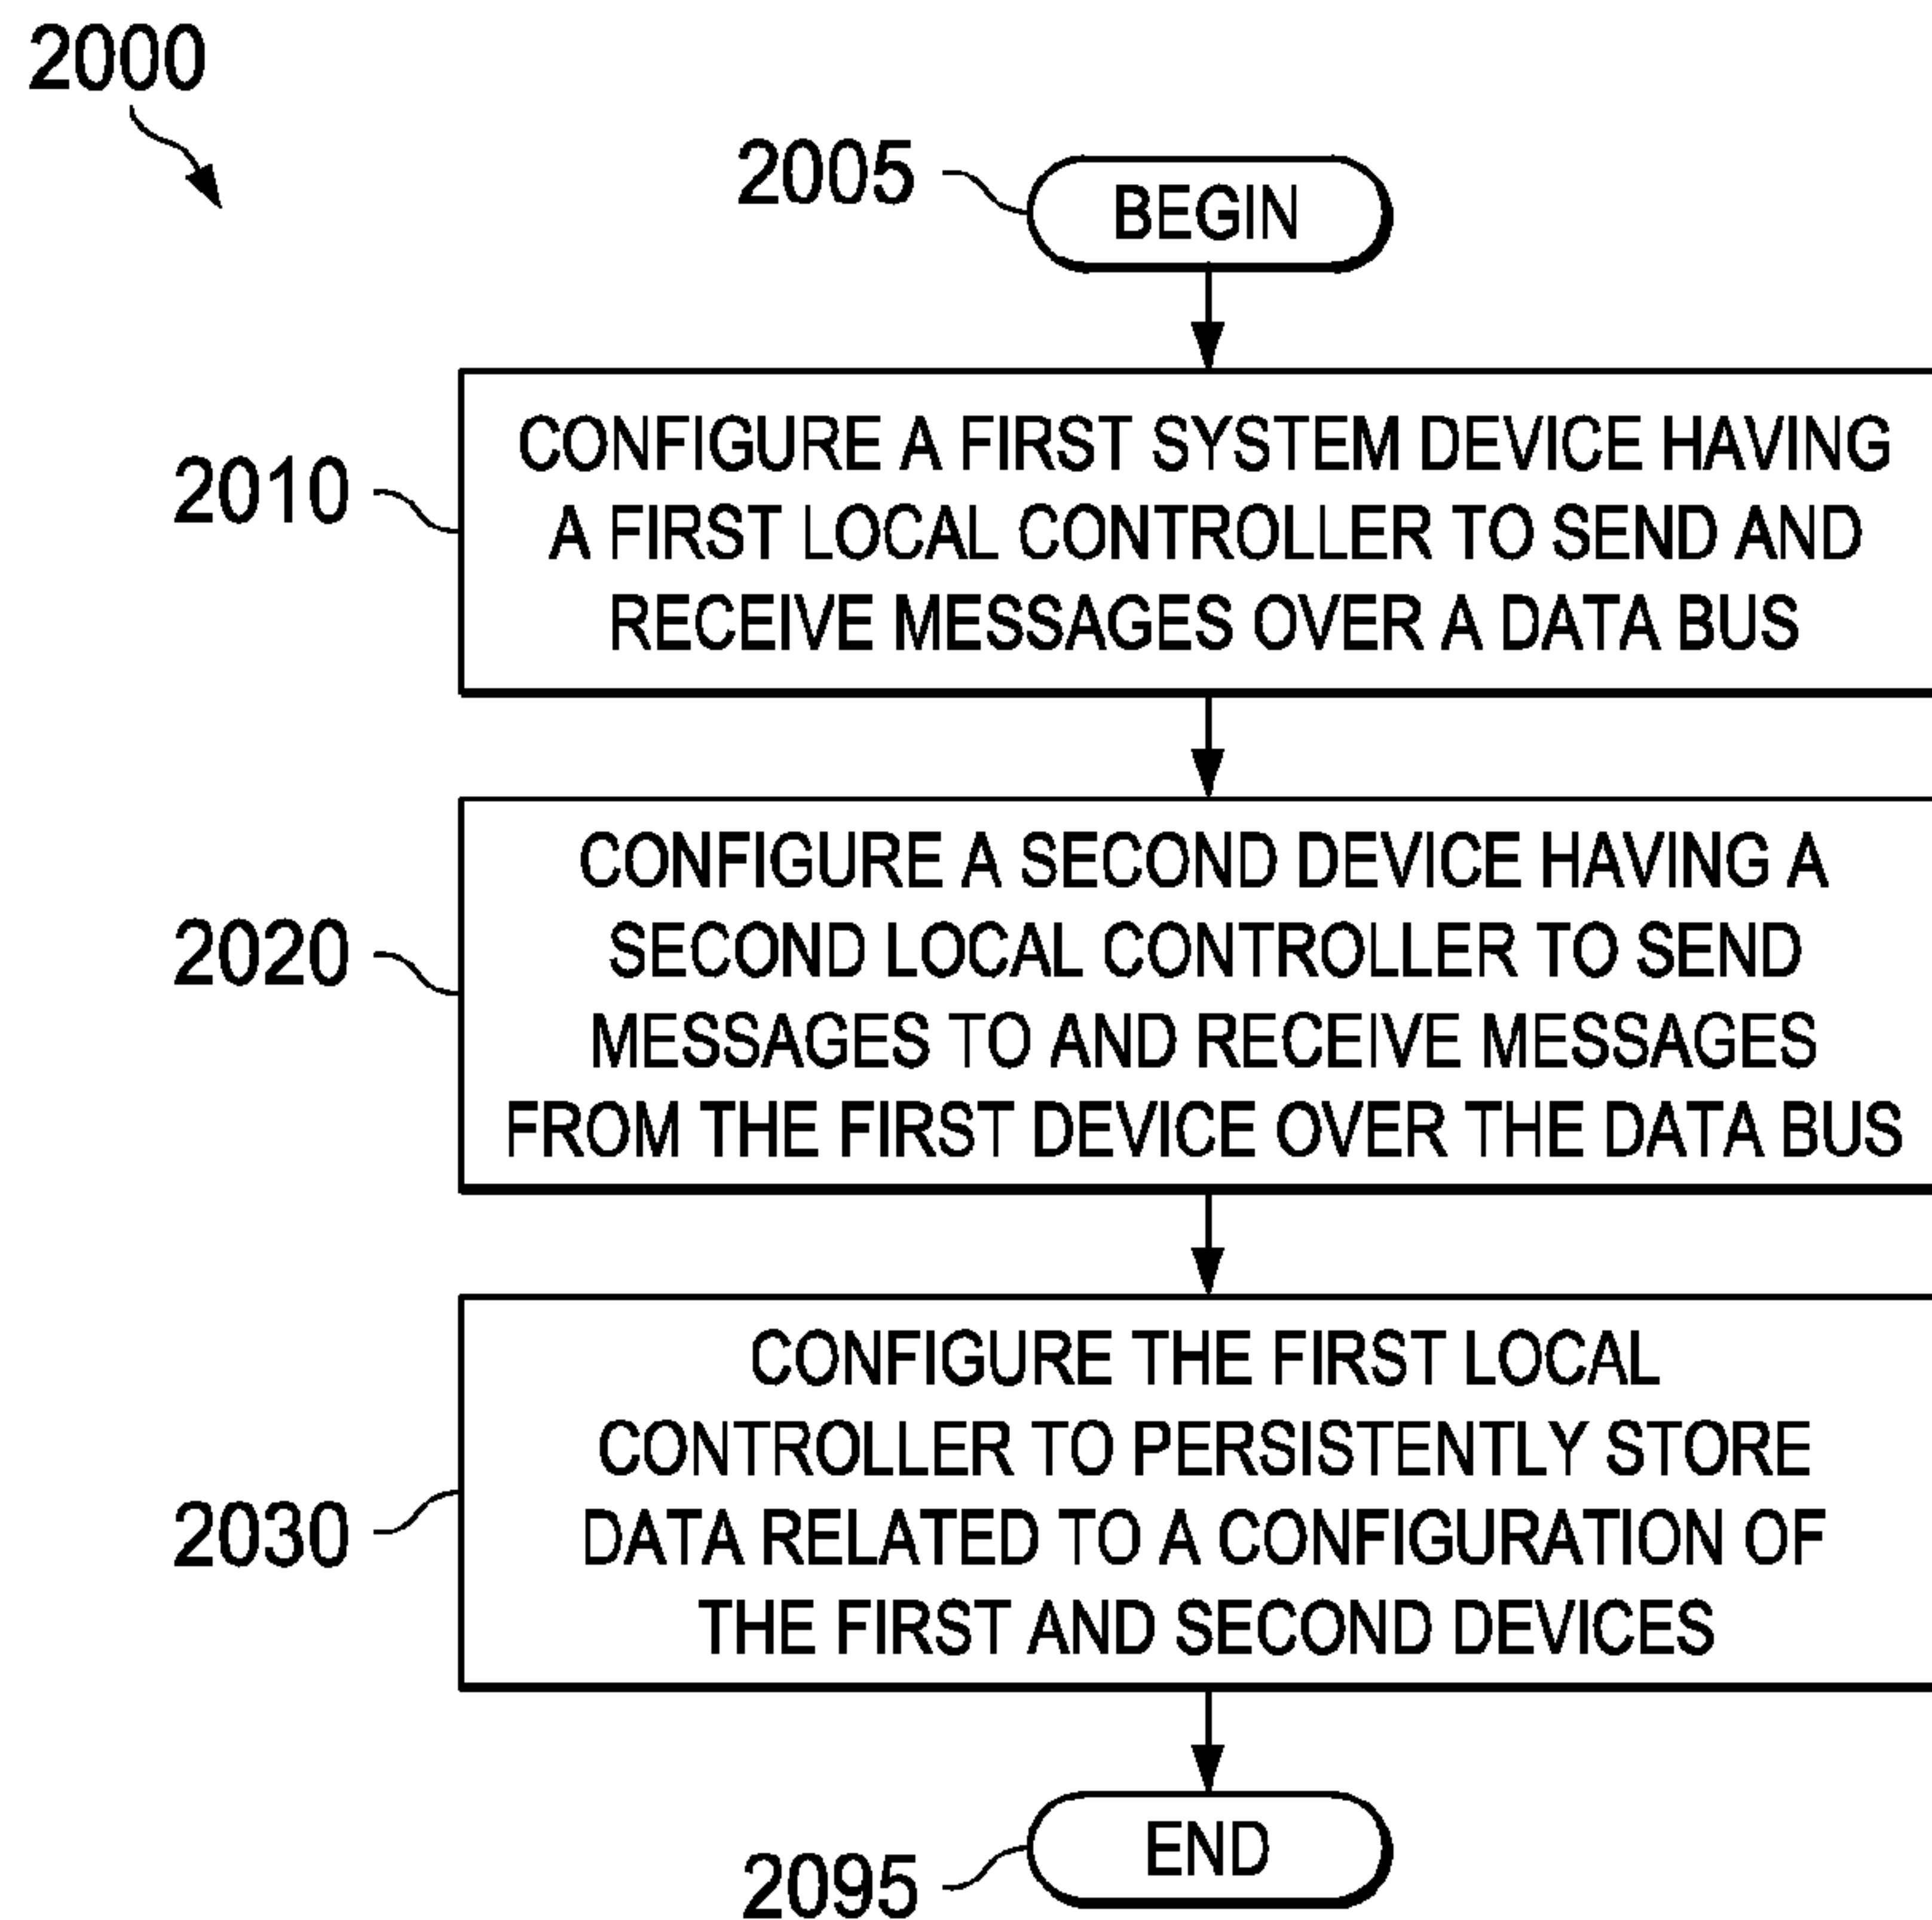 2000
2005
BEGIN
2010
CONFIGURE A FIRST SYSTEM DEVICE HAVING
A FIRST LOCAL CONTROLLER TO SEND AND
RECEIVE MESSAGES OVER A DATA BUS
2020
CONFIGURE A SECOND DEVICE HAVING A
SECOND LOCAL CONTROLLER TO SEND
MESSAGES TO AND RECEIVE MESSAGES
FROM THE FIRST DEVICE OVER THE DATA BUS
2030
CONFIGURE THE FIRST LOCAL
CONTROLLER TO PERSISTENTLY STORE
DATA RELATED TO A CONFIGURATION OF
THE FIRST AND SECOND DEVICES
2095
END